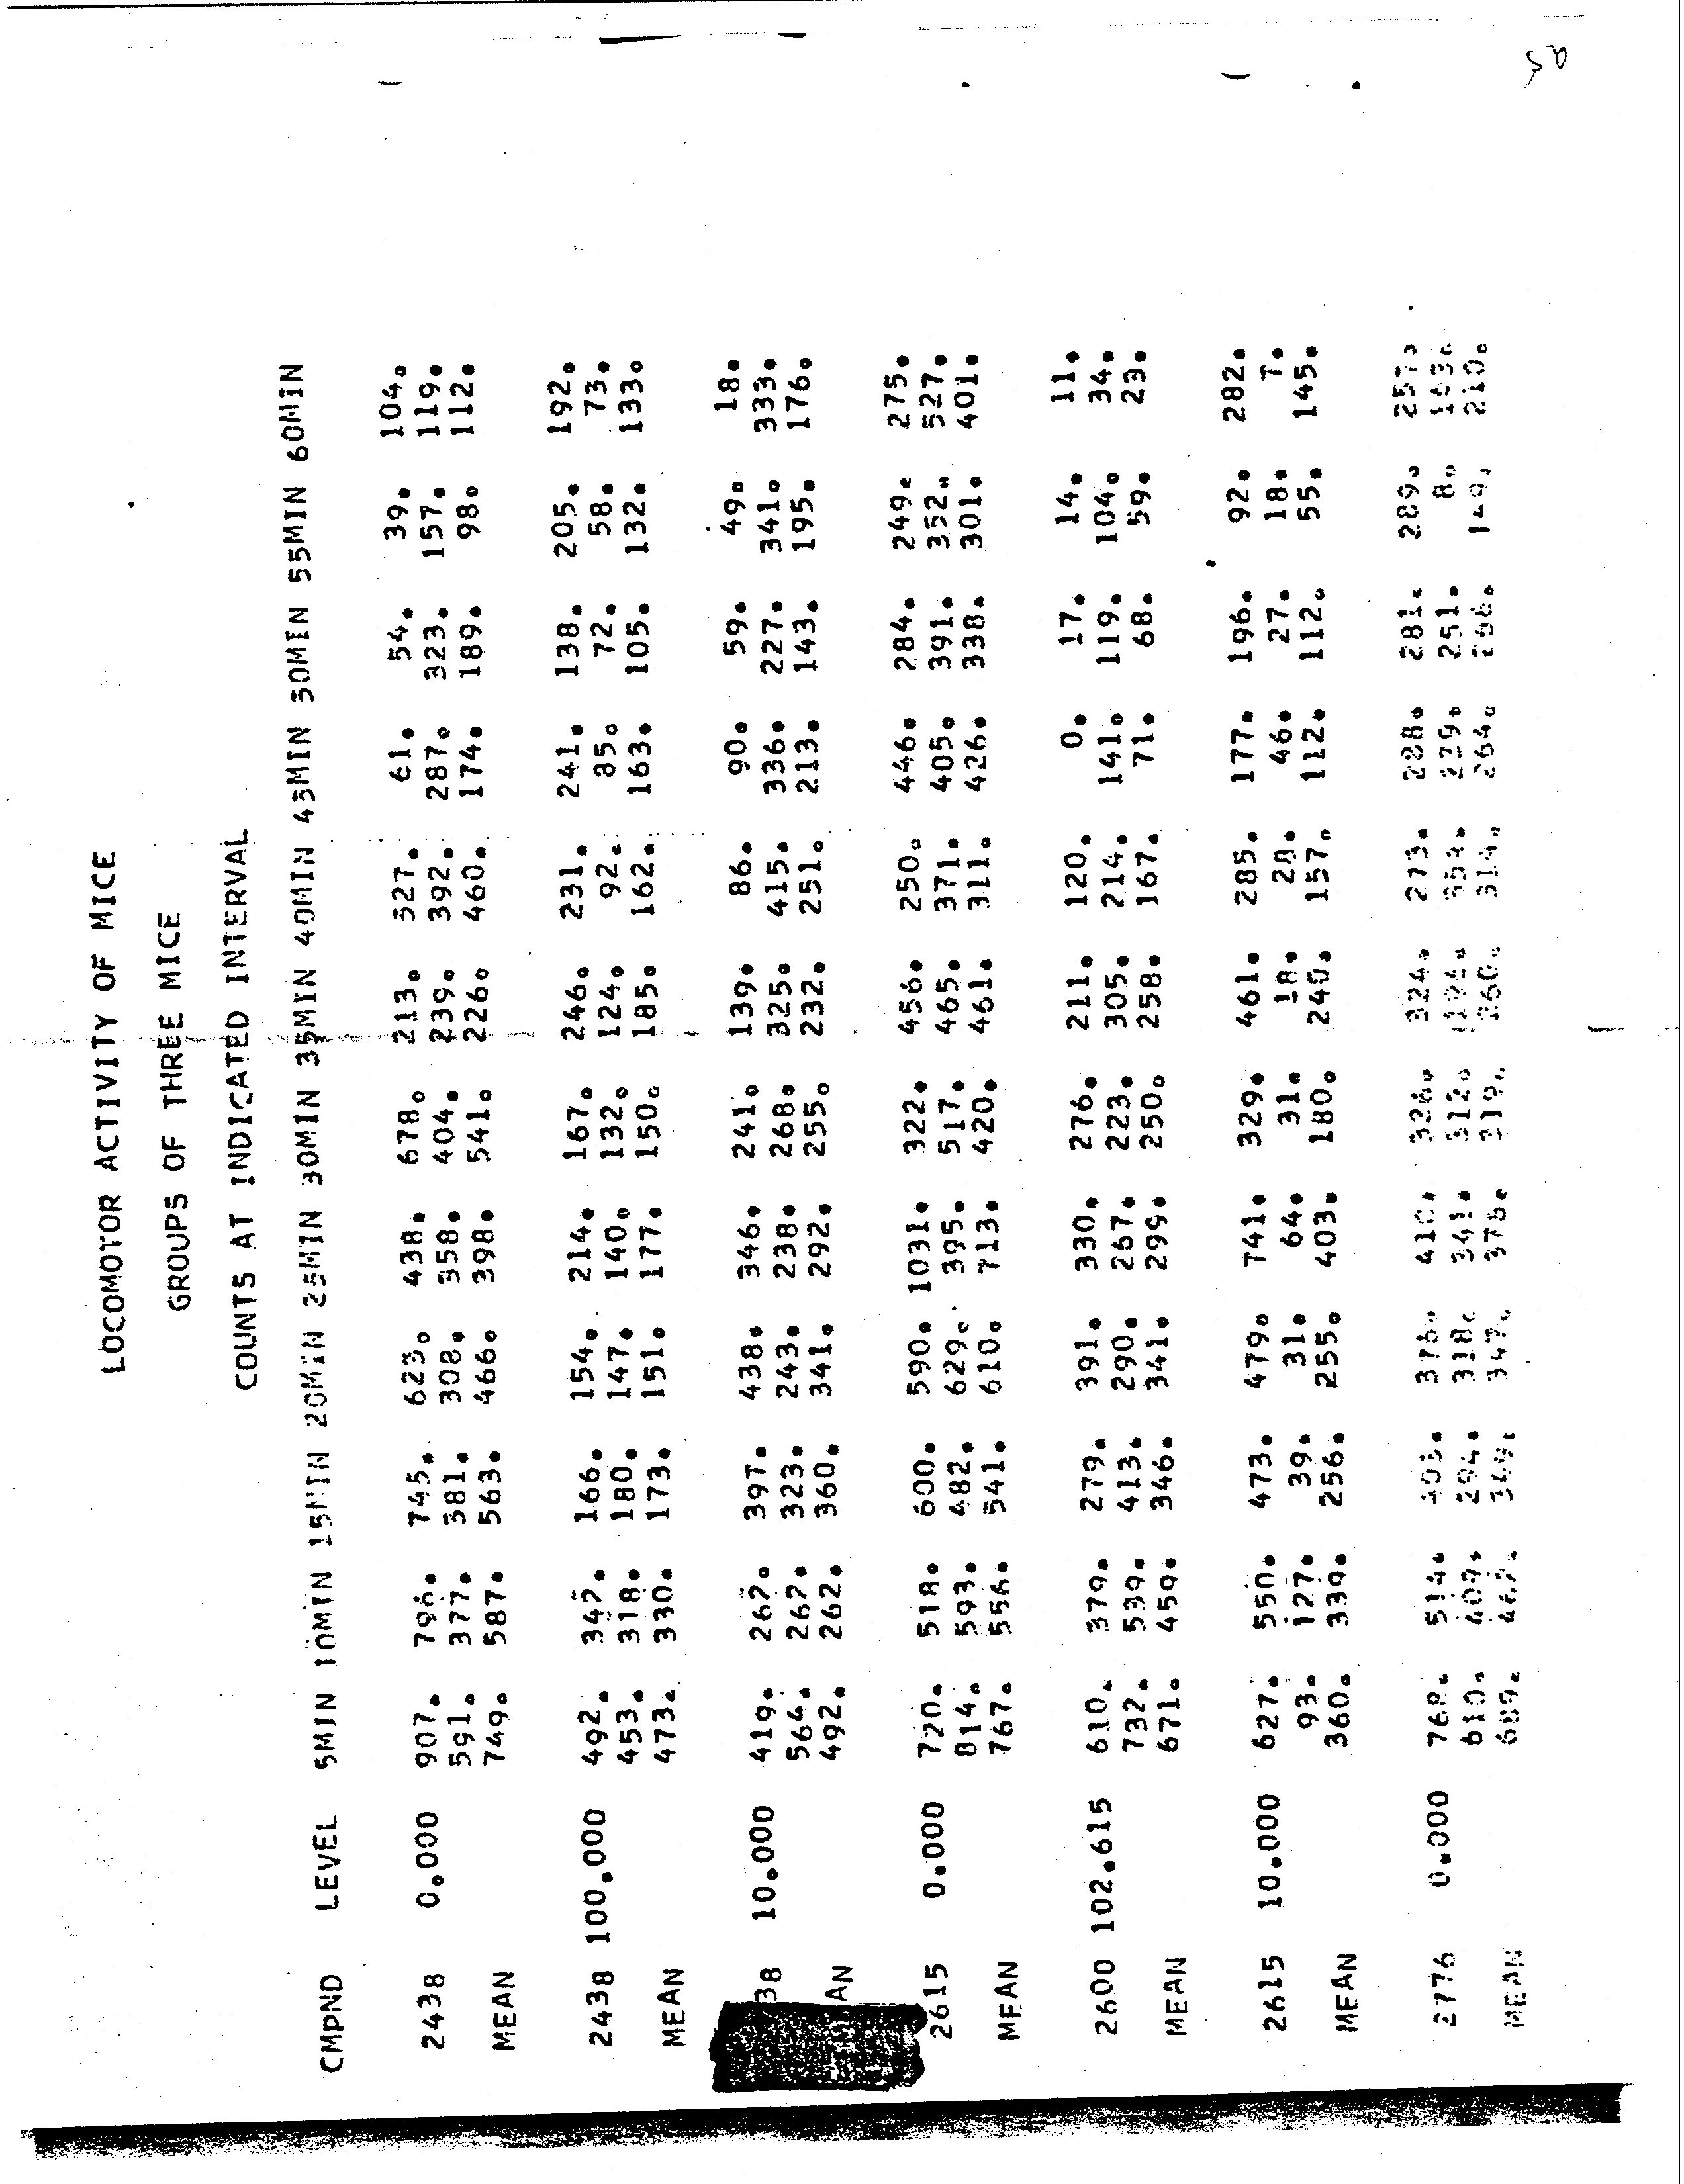 LOCOMOTOR ACTIVITY OF MICE
GROUPS OF THREE MICE
COUNTS AT INDICATED INTERVAL
CMPND LEVEL 5MIN 10MIN 15MIN 20MIN 25MIN 30MIN 35MIN 40MIN 45MIN 50MIN 55MIN 60MIN
2438 0.000 907. 796. 745. 623. 438. 678. 213. 527. 61. 54. 39. 104.
591. 377. 381. 308. 358. 404. 239. 392. 287. 323. 157. 119.
MEAN 749. 587. 563. 466. 398. 541. 226. 460. 174. 189. 98. 112.
2438 100.000 492. 342. 166. 154. 214. 167. 246. 231. 241. 138. 205. 192.
453. 318. 180. 147. 140. 132. 124. 92. 85. 72. 58. 73.
MEAN 473. 330. 173. 151. 177. 150. 185. 162. 163. 105. 132. 133.
38 10.000 419. 262. 397. 438. 346. 241. 139. 86. 90. 59. 49. 18.
564. 262. 323. 243. 238. 268. 325. 415. 336. 227. 341. 333.
AN 492. 262. 360. 341. 292. 255. 232. 251. 213. 143. 195. 176.
2615 0.000 720. 518. 600. 590. 1031. 322. 456. 250. 446. 284. 249. 275.
814. 593. 482. 629. 395. 517. 465. 371. 405. 391. 352. 527.
MEAN 767. 556. 541. 610. 713. 420. 461. 311. 426. 338. 301. 401.
2600 102.615 610. 379. 279. 391. 330. 276. 211. 120. 0. 17. 14. 11.
732. 539. 413. 290. 267. 223. 305. 214. 141. 119. 104. 34.
MEAN 671. 459. 346. 341. 299. 250. 258. 167. 71. 68. 59. 23.
2615 10.000 627. 550. 473. 479. 741. 329. 461. 285. 177. 196. 92. 282.
93. 127. 39. 31. 64. 31. 18. 28. 46. 27. 18. 7.
MEAN 360. 339. 256. 255. 403. 180. 240. 157. 112. 112. 55. 145.
2776 0.000 768. 514. 403. 376. 410. 326. 324. 273. 288. 281. 289. 257.
610. 409. 294. 318. 341. 312. 354. 239. 251. 8. 163.
MEAN 689. 462. 349. 347. 376. 319. 260. 314. 264. 266. 149. 210.